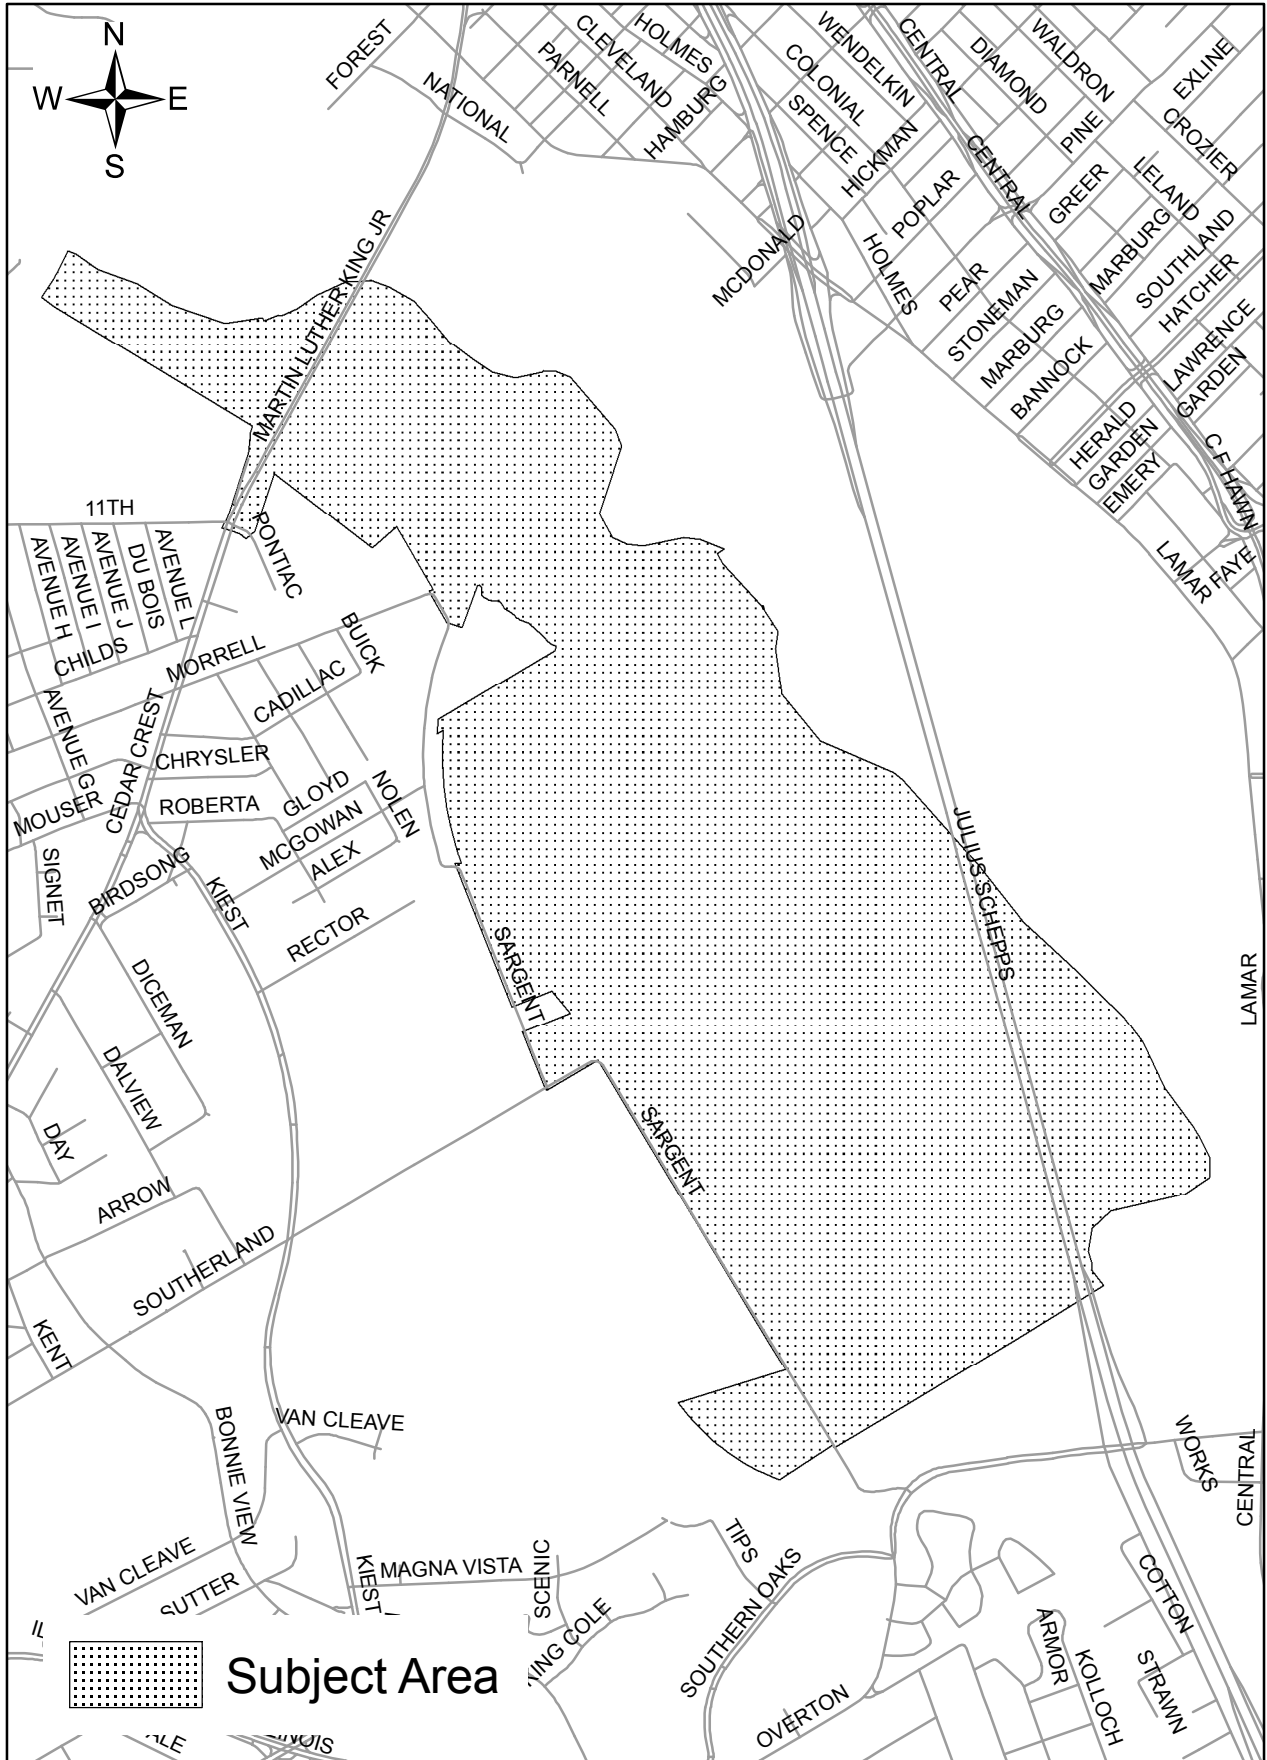 N
W
E
S
FOREST
NATIONAL
PARNELL
CLEVELAND
HOLMES
HAMBURG
WENDELKIN
COLONIAL
SPENCE
HICKMAN
POPLAR
CENTRAL
CENTRAL
DIAMOND
WALDRON
PINE
EXLINE
CROZIER
GREER
LELAND
MARBURG
SOUTHLAND
HATCHER
LAWRENCE
GARDEN
MCDONALD
HOLMES
PEAR
STONEMAN
MARBURG
BANNOCK
HERALD
GARDEN
EMERY
C F HAWN
LAMAR
FAYE
MARTIN LUTHER KING JR
11TH
AVENUE H
AVENUE I
AVENUE J
DU BOIS
AVENUE L
PONTIAC
CHILDS
MORRELL
BUICK
CADILLAC
AVENUE G
CEDAR CREST
CHRYSLER
MOUSER
ROBERTA
GLOYD
NOLEN
MCGOWAN
ALEX
SIGNET
BIRDSONG
KIEST
RECTOR
SARGENT
JULIUS SCHEPPS
LAMAR
DICEMAN
DALVIEW
DAY
ARROW
SARGENT
SOUTHERLAND
KENT
BONNIE VIEW
VAN CLEAVE
WORKS
CENTRAL
VAN CLEAVE
SUTTER
KIEST
MAGNA VISTA
SCENIC
TIPS
SOUTHERN OAKS
COTTON
ARMOR
KOLLOCH
STRAWN
OVERTON
NING COLE
Subject Area
ALE
INOIS